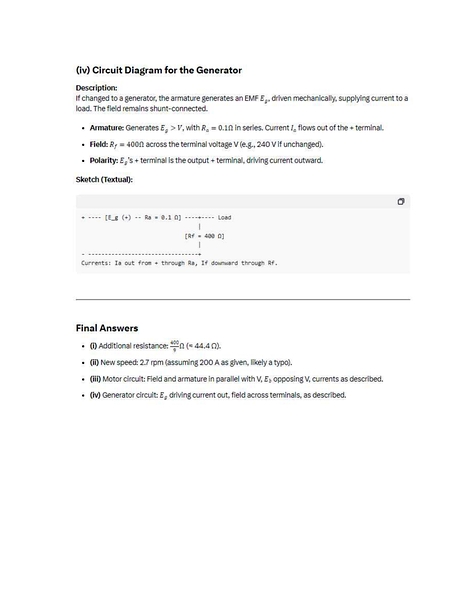 (iv) Circuit Diagram for the Generator
Description:
If changed to a generator, the armature generates an EMF E_g, driven mechanically, supplying current to a
load. The field remains shunt-connected.
• Armature: Generates E_g > V, with R_a = 0.1Ω in series. Current I_a flows out of the + terminal.
• Field: R_f = 400Ω across the terminal voltage V (e.g., 240 V if unchanged).
• Polarity: E_g's + terminal is the output + terminal, driving current outward.
Sketch (Textual):
+ ---- [E_g (+) -- Ra = 0.1 Ω] ----+---- Load
|
[Rf = 400 Ω]
|
- ---------------------------------+
Currents: Ia out from + through Ra, If downward through Rf.
Final Answers
• (i) Additional resistance: 400/9 Ω (≈ 44.4 Ω).
• (ii) New speed: 2.7 rpm (assuming 200 A as given, likely a typo).
• (iii) Motor circuit: Field and armature in parallel with V, E_b opposing V, currents as described.
• (iv) Generator circuit: E_g driving current out, field across terminals, as described.